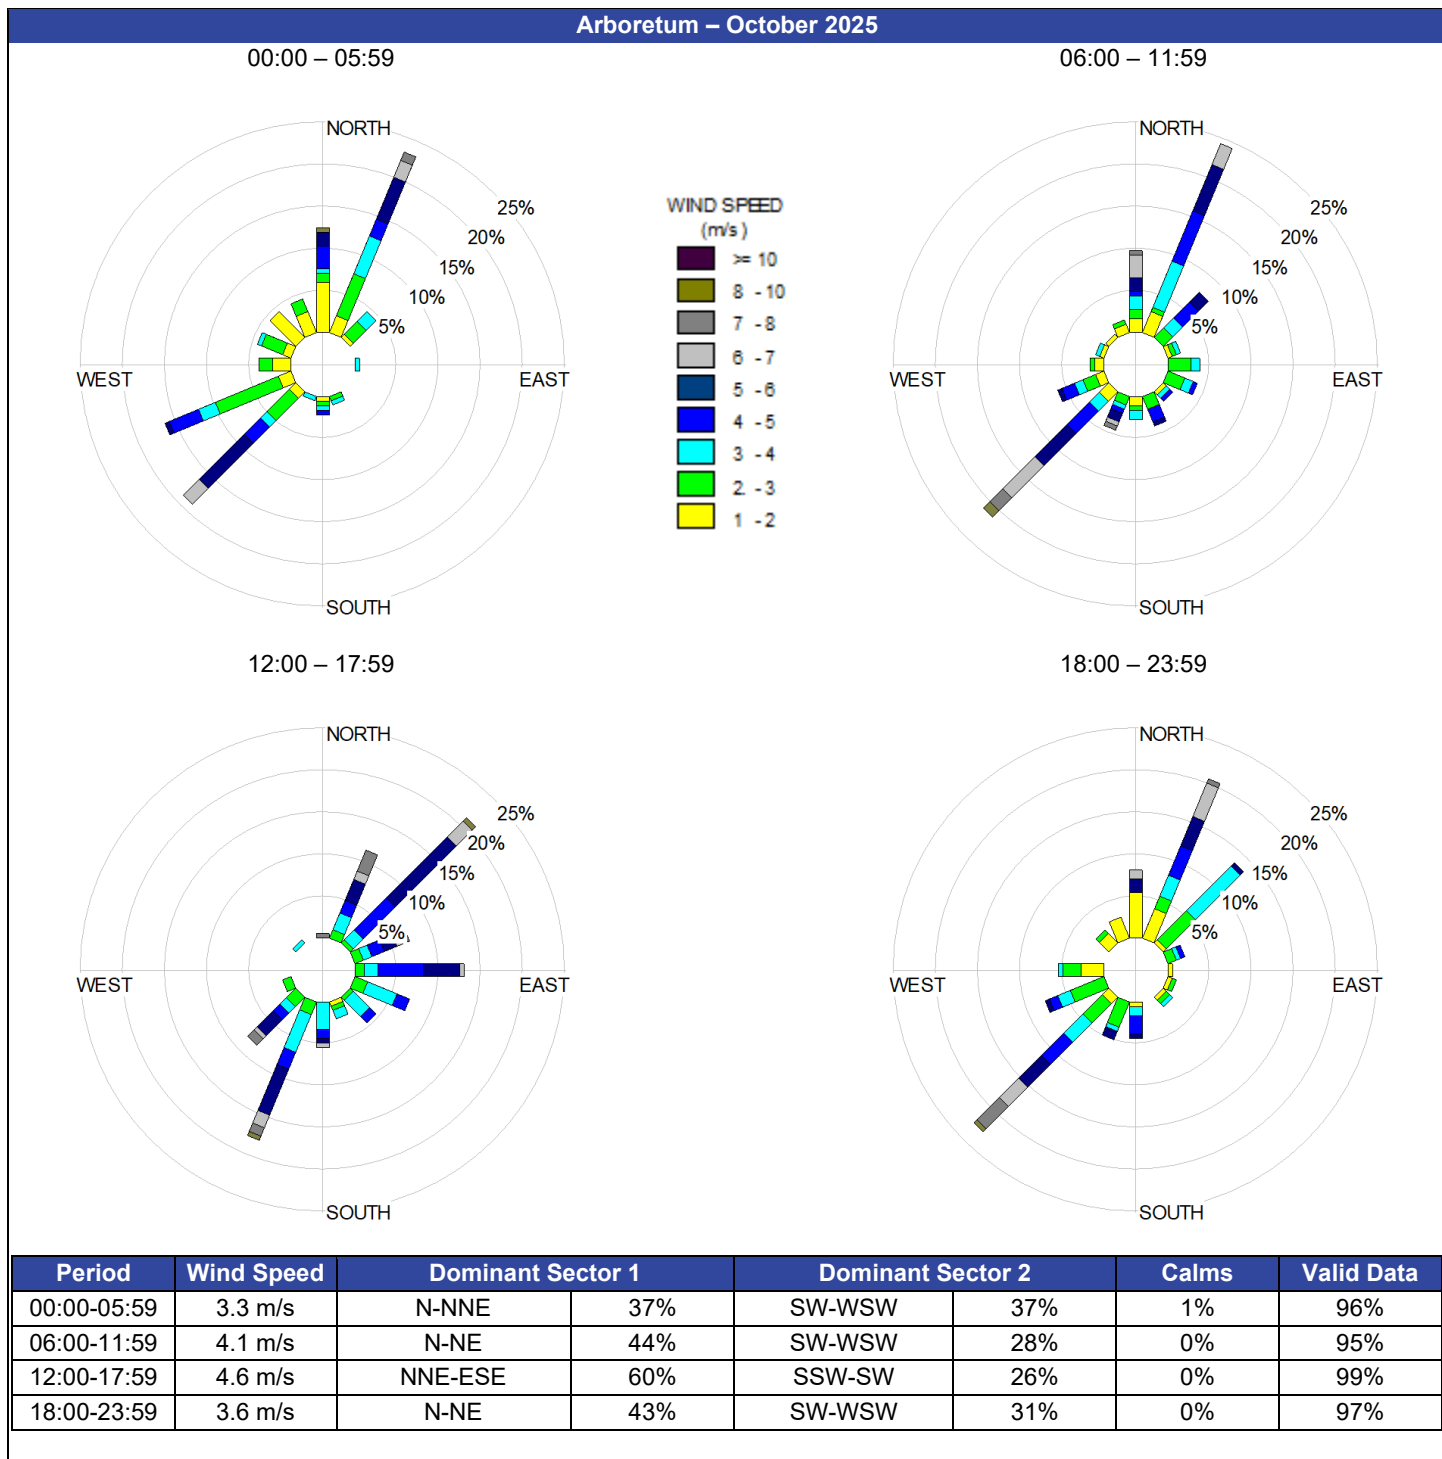 Arboretum – October 2025
00:00 – 05:59
06:00 – 11:59
NORTH
25%
20%
15%
10%
5%
WEST
EAST
SOUTH
WIND SPEED
(m/s)
>= 10
8 - 10
7 - 8
6 - 7
5 - 6
4 - 5
3 - 4
2 - 3
1 - 2
NORTH
25%
20%
15%
10%
5%
WEST
EAST
SOUTH
12:00 – 17:59
18:00 – 23:59
NORTH
25%
20%
15%
10%
5%
WEST
EAST
SOUTH
NORTH
25%
20%
15%
10%
5%
WEST
EAST
SOUTH
Period Wind Speed Dominant Sector 1 Dominant Sector 2 Calms Valid Data
00:00-05:59 3.3 m/s N-NNE 37% SW-WSW 37% 1% 96%
06:00-11:59 4.1 m/s N-NE 44% SW-WSW 28% 0% 95%
12:00-17:59 4.6 m/s NNE-ESE 60% SSW-SW 26% 0% 99%
18:00-23:59 3.6 m/s N-NE 43% SW-WSW 31% 0% 97%